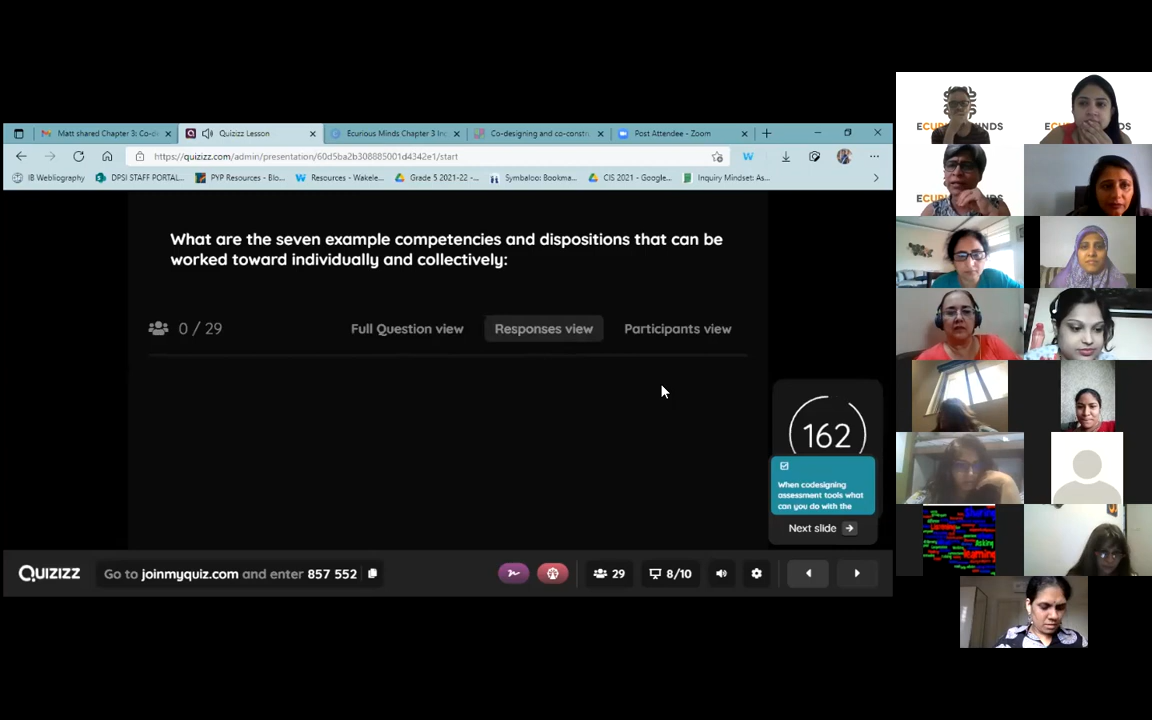 Matt shared Chapter 3: Co-d
Quizizz Lesson
Ecurious Minds Chapter 3 In
Co-designing and co-constr
Post Attendee - Zoom
https://quizizz.com/admin/presentation/60d5ba2b308885001d4342e1/start
IB Webliography
DPSI STAFF PORTAL...
PYP Resources - Blo...
Resources - Wakele...
Grade 5 2021-22 -...
Symbaloo: Bookma...
CIS 2021 - Google...
Inquiry Mindset: As...
What are the seven example competencies and dispositions that can be
worked toward individually and collectively:
0 / 29
Full Question view
Responses view
Participants view
162
When codesigning
assessment tools what
can you do with the
Next slide
QUIZIZZ
Go to joinmyquiz.com and enter 857 552
29
8/10
Asking
learning